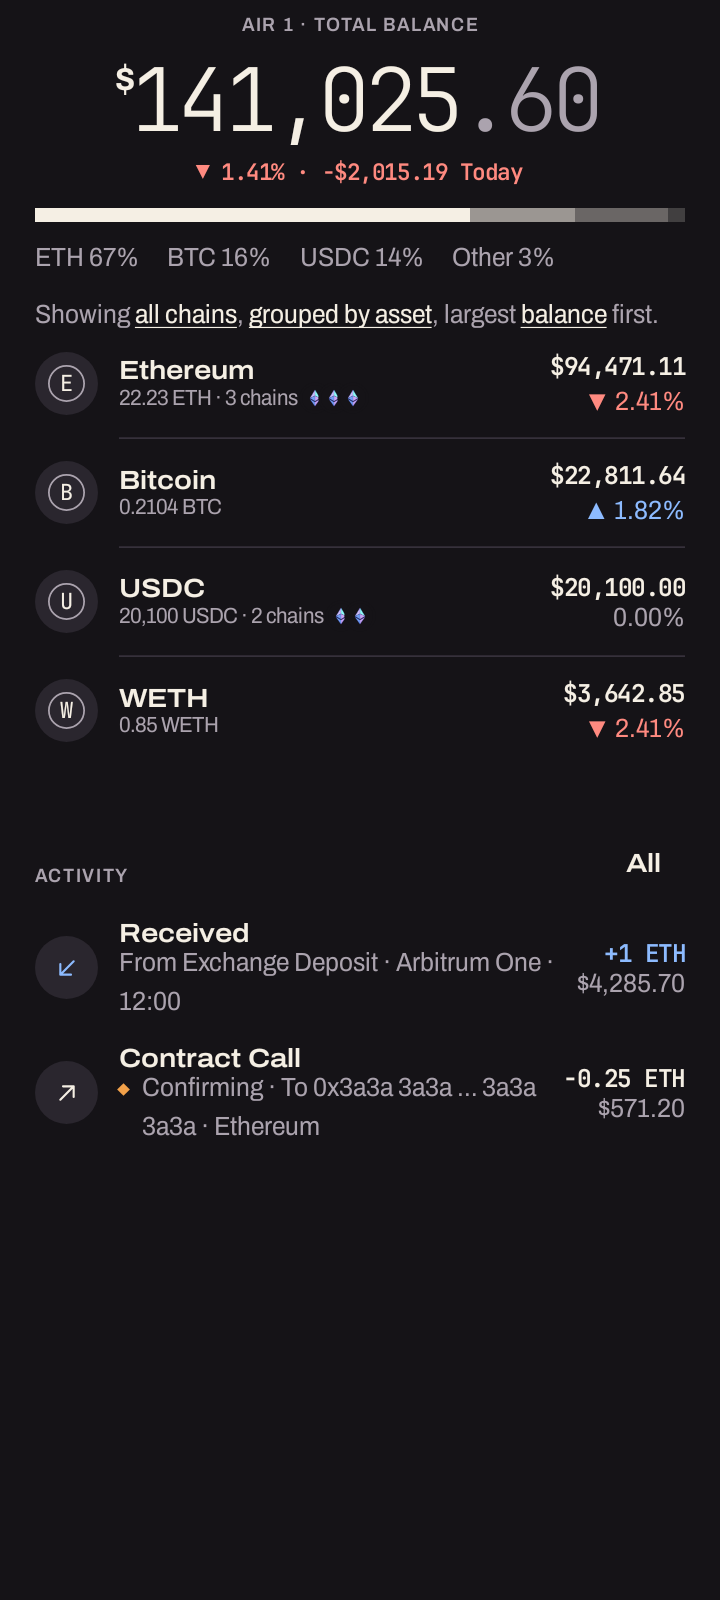 AIR 1 · TOTAL BALANCE
$141,025.60
▼ 1.41% · -$2,015.19 Today
ETH 67% BTC 16% USDC 14% Other 3%
Showing all chains, grouped by asset, largest balance first.
E
Ethereum
22.23 ETH · 3 chains
$94,471.11
▼ 2.41%
B
Bitcoin
0.2104 BTC
$22,811.64
▲ 1.82%
U
USDC
20,100 USDC · 2 chains
$20,100.00
0.00%
W
WETH
0.85 WETH
$3,642.85
▼ 2.41%
ACTIVITY
All
Received
From Exchange Deposit · Arbitrum One ·
12:00
+1 ETH
$4,285.70
Contract Call
Confirming · To 0x3a3a 3a3a ... 3a3a
3a3a · Ethereum
-0.25 ETH
$571.20